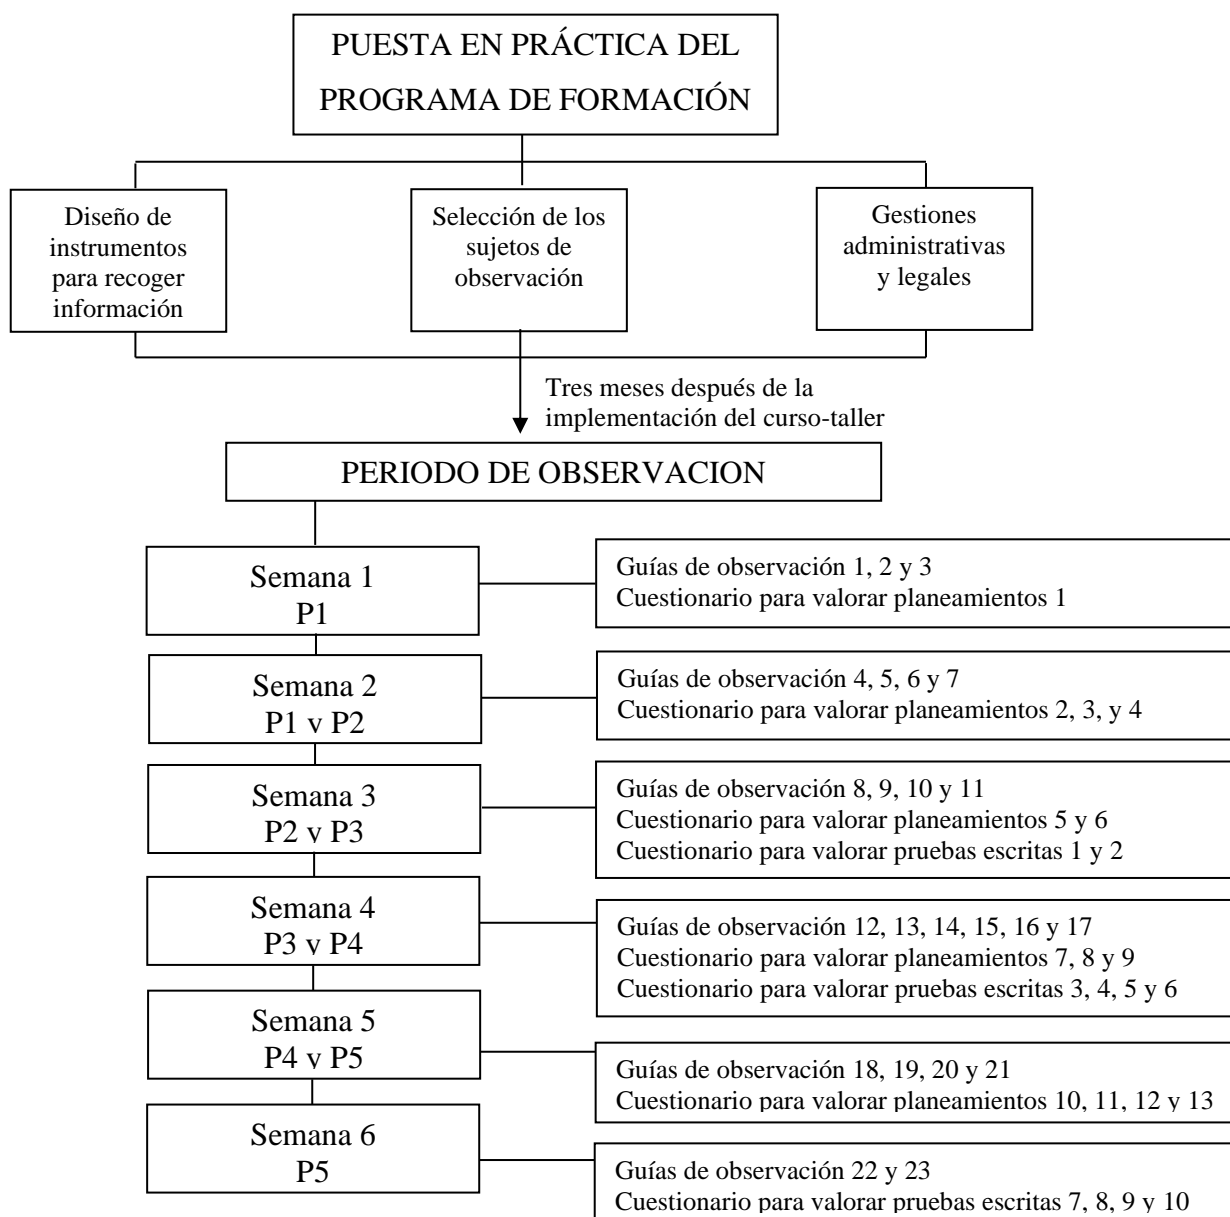 PUESTA EN PRÁCTICA DEL
PROGRAMA DE FORMACIÓN
Diseño de
instrumentos
para recoger
información
Selección de los
sujetos de
observación
Gestiones
administrativas
y legales
Tres meses después de la
implementación del curso-taller
PERIODO DE OBSERVACION
Semana 1
P1
Guías de observación 1, 2 y 3
Cuestionario para valorar planeamientos 1
Semana 2
P1 y P2
Guías de observación 4, 5, 6 y 7
Cuestionario para valorar planeamientos 2, 3, y 4
Semana 3
P2 y P3
Guías de observación 8, 9, 10 y 11
Cuestionario para valorar planeamientos 5 y 6
Cuestionario para valorar pruebas escritas 1 y 2
Semana 4
P3 y P4
Guías de observación 12, 13, 14, 15, 16 y 17
Cuestionario para valorar planeamientos 7, 8 y 9
Cuestionario para valorar pruebas escritas 3, 4, 5 y 6
Semana 5
P4 y P5
Guías de observación 18, 19, 20 y 21
Cuestionario para valorar planeamientos 10, 11, 12 y 13
Semana 6
P5
Guías de observación 22 y 23
Cuestionario para valorar pruebas escritas 7, 8, 9 y 10